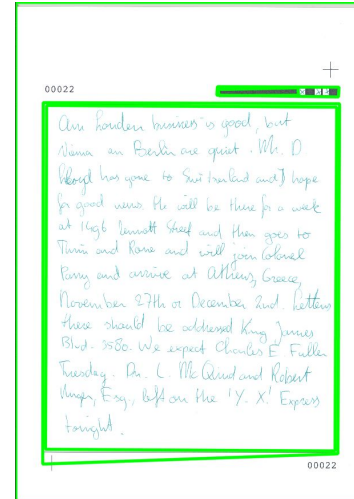 00022
Our London business is good, but
Vienna an Berlin are quiet. Mr. D
Lloyd has gone to Switzerland and I hope
for good news. He will be there for a week
at 1496 Zermott Street and then goes to
Turin and Rome and will join Colonel
Parry and arrive at Athens, Greece,
November 27th or December 2nd. Letters
there should be addressed King James
Blvd. 3580. We expect Charles E. Fuller
Tuesday. Dr. L. McQuid and Robert
Unger, Esq., left on the 'Y. X.' Express
tonight.
00022